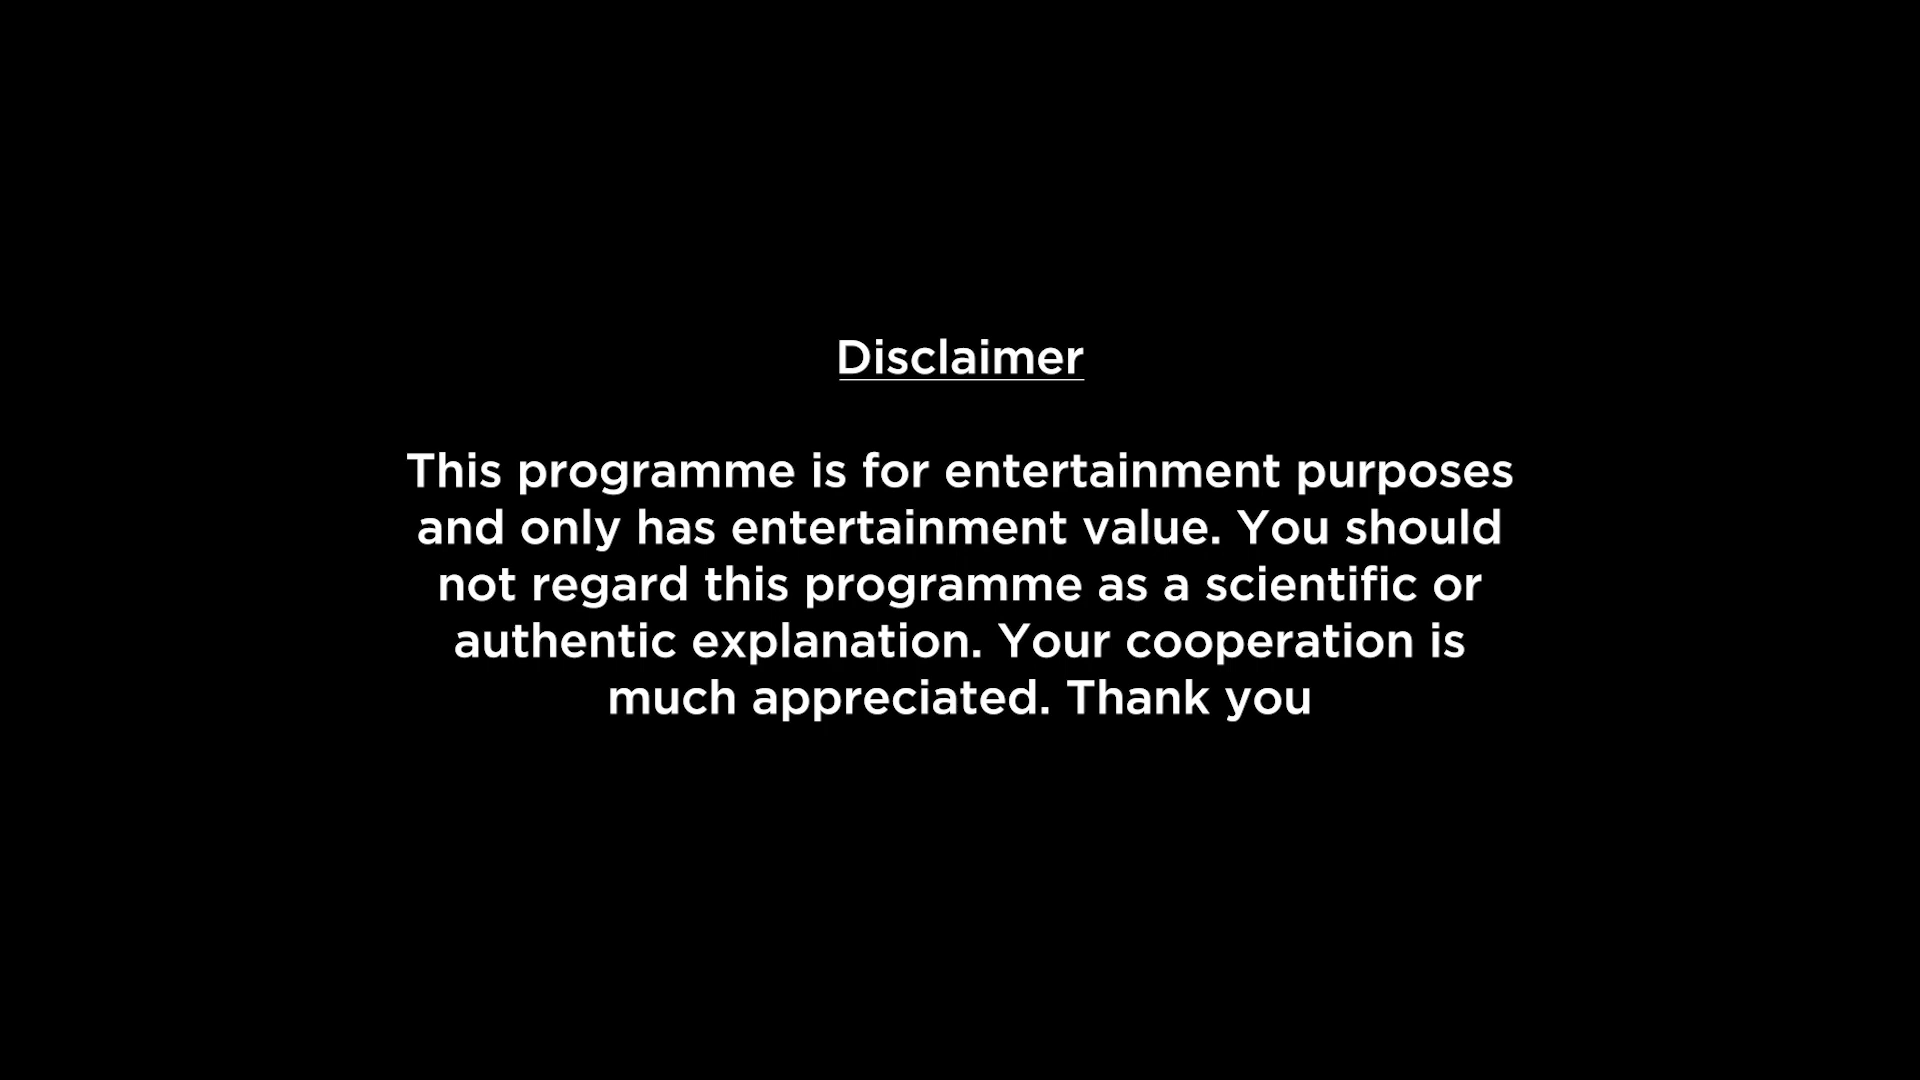 Disclaimer
This programme is for entertainment purposes
and only has entertainment value. You should
not regard this programme as a scientific or
authentic explanation. Your cooperation is
much appreciated. Thank you